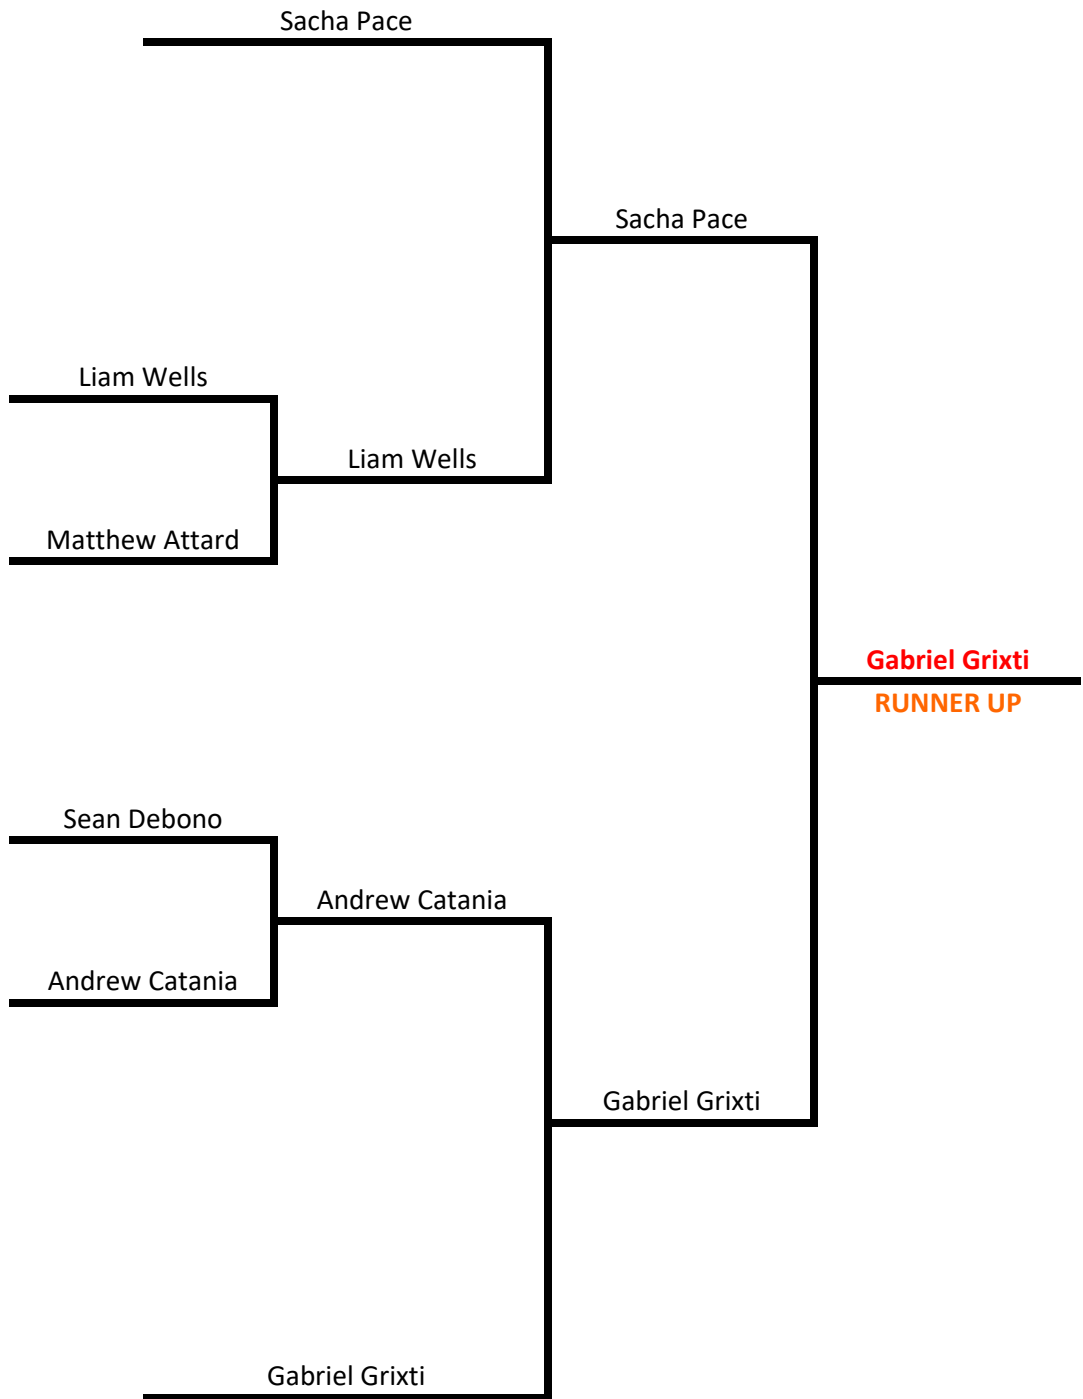 Sacha Pace
Sacha Pace
Liam Wells
Liam Wells
Matthew Attard
Gabriel Grixti
RUNNER UP
Sean Debono
Andrew Catania
Andrew Catania
Gabriel Grixti
Gabriel Grixti